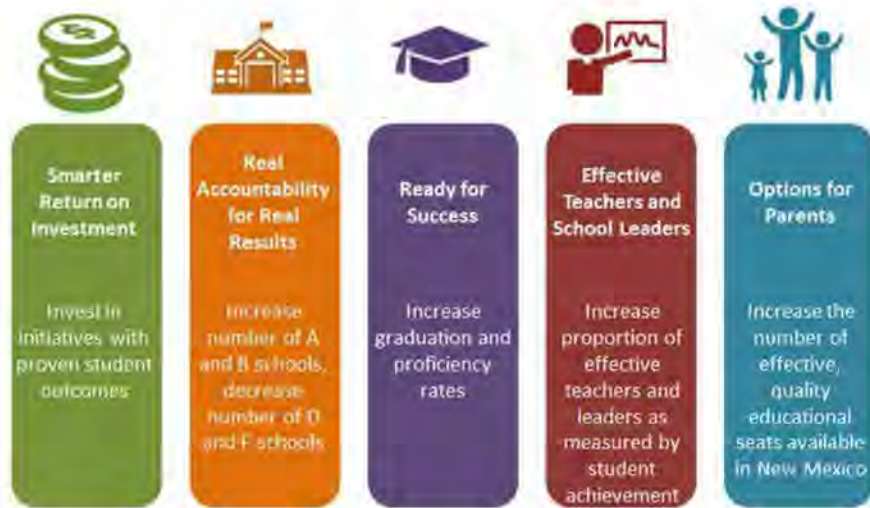 Smarter
Return on
Investment
Invest in
initiatives with
proven student
outcomes
Real
Accountability
for Real
Results
Increase
number of A
and B schools,
decrease
number of D
and F schools
Ready for
Success
Increase
graduation and
proficiency
rates
Effective
Teachers and
School Leaders
Increase
proportion of
effective
teachers and
leaders as
measured by
student
achievement
Options for
Parents
Increase the
number of
effective,
quality
educational
seats available
in New Mexico